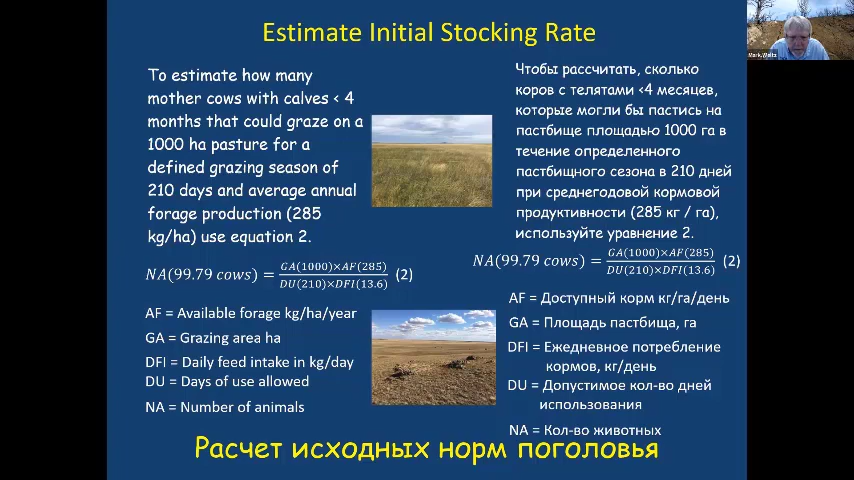 Estimate Initial Stocking Rate
Mark.Weltz
To estimate how many
mother cows with calves < 4
months that could graze on a
1000 ha pasture for a
defined grazing season of
210 days and average annual
forage production (285
kg/ha) use equation 2.
NA(99.79 cows) = GA(1000)×AF(285) / DU(210)×DFI(13.6) (2)
AF = Available forage kg/ha/year
GA = Grazing area ha
DFI = Daily feed intake in kg/day
DU = Days of use allowed
NA = Number of animals
Чтобы рассчитать, сколько
коров с телятами <4 месяцев,
которые могли бы пастись на
пастбище площадью 1000 га в
течение определенного
пастбищного сезона в 210 дней
при среднегодовой кормовой
продуктивности (285 кг / га),
используйте уравнение 2.
NA(99.79 cows) = GA(1000)×AF(285) / DU(210)×DFI(13.6) (2)
AF = Доступный корм кг/га/день
GA = Площадь пастбища, га
DFI = Ежедневное потребление
кормов, кг/день
DU = Допустимое кол-во дней
использования
NA = Кол-во животных
Расчет исходных норм поголовья